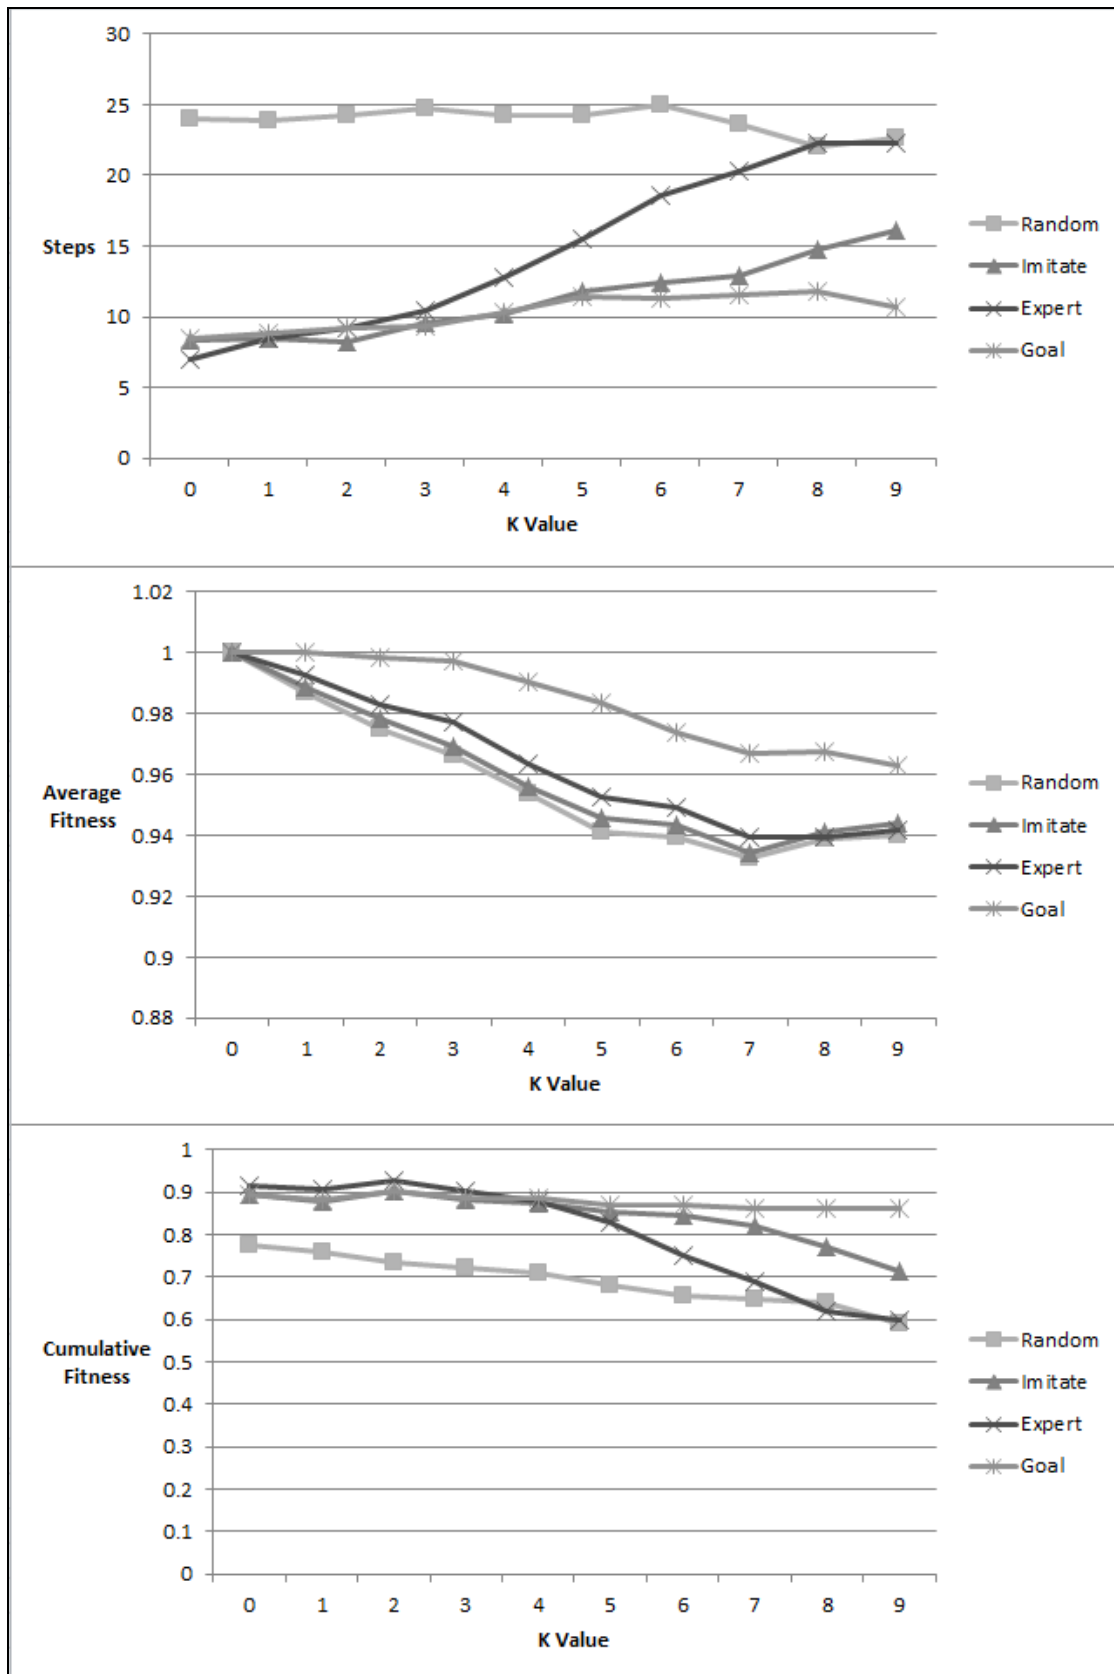 30
25
20
15
10
5
0
Steps
0 1 2 3 4 5 6 7 8 9
K Value
Random
Imitate
Expert
Goal
1.02
1
0.98
0.96
0.94
0.92
0.9
0.88
Average
Fitness
0 1 2 3 4 5 6 7 8 9
K Value
Random
Imitate
Expert
Goal
1
0.9
0.8
0.7
0.6
0.5
0.4
0.3
0.2
0.1
0
Cumulative
Fitness
0 1 2 3 4 5 6 7 8 9
K Value
Random
Imitate
Expert
Goal